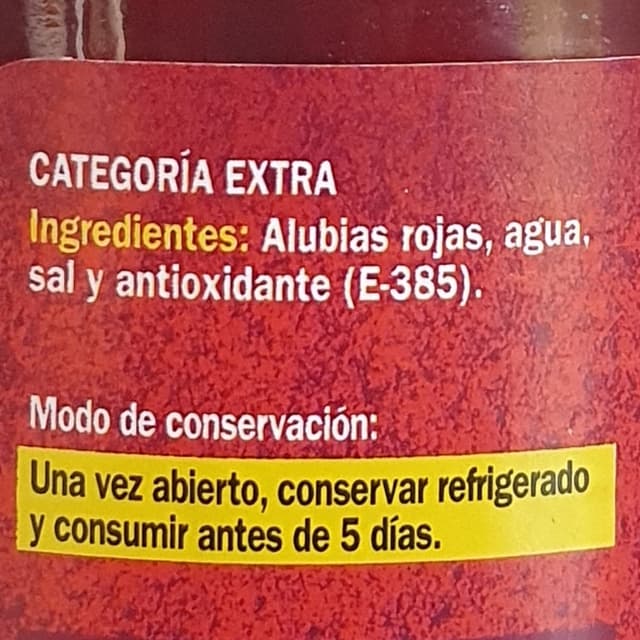 CATEGORÍA EXTRA
Ingredientes: Alubias rojas, agua,
sal y antioxidante (E-385).
Modo de conservación:
Una vez abierto, conservar refrigerado
y consumir antes de 5 días.